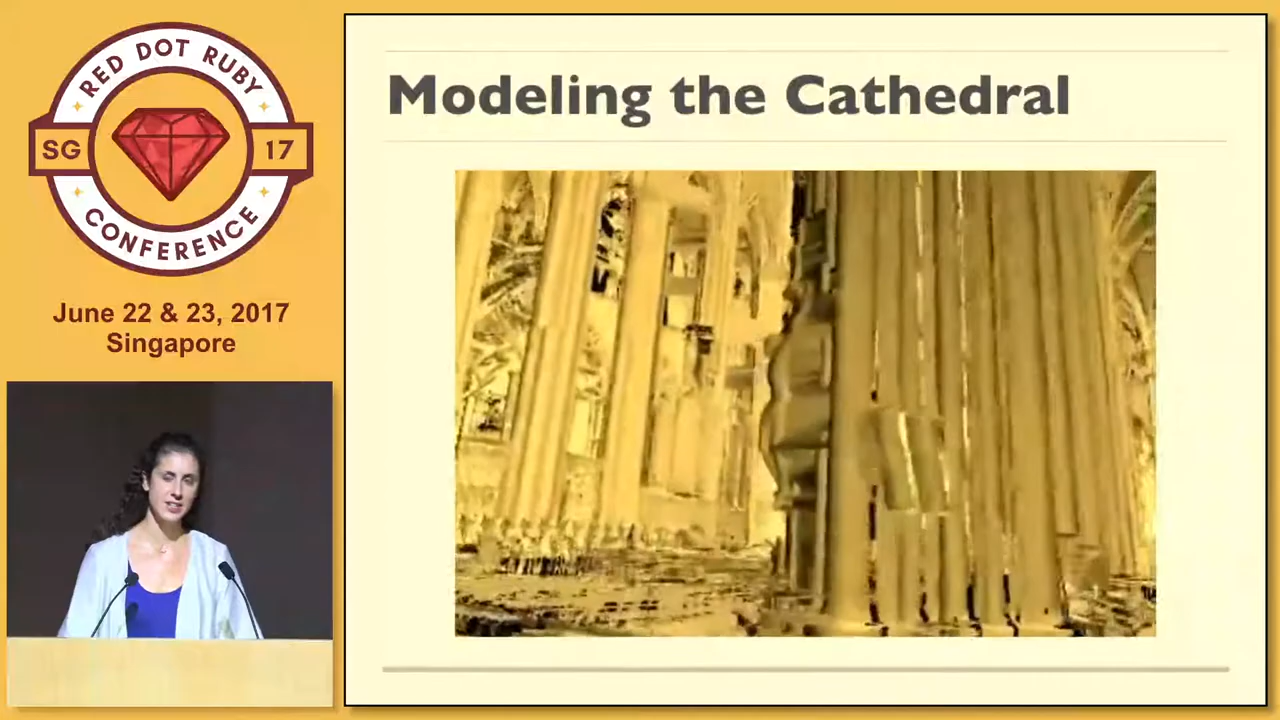 RED DOT RUBY
SG 17
CONFERENCE
June 22 & 23, 2017
Singapore
Modeling the Cathedral